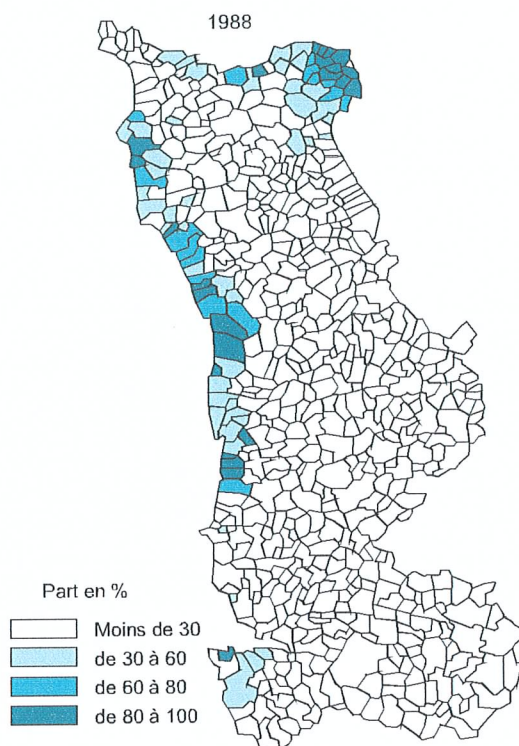 1988
Part en %
Moins de 30
de 30 à 60
de 60 à 80
de 80 à 100